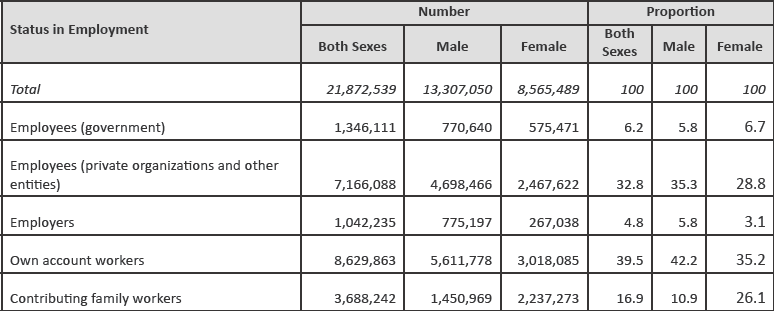 Status in Employment Number Proportion
Both Sexes Male Female Both Sexes Male Female
Total 21,872,539 13,307,050 8,565,489 100 100 100
Employees (government) 1,346,111 770,640 575,471 6.2 5.8 6.7
Employees (private organizations and other
entities) 7,166,088 4,698,466 2,467,622 32.8 35.3 28.8
Employers 1,042,235 775,197 267,038 4.8 5.8 3.1
Own account workers 8,629,863 5,611,778 3,018,085 39.5 42.2 35.2
Contributing family workers 3,688,242 1,450,969 2,237,273 16.9 10.9 26.1